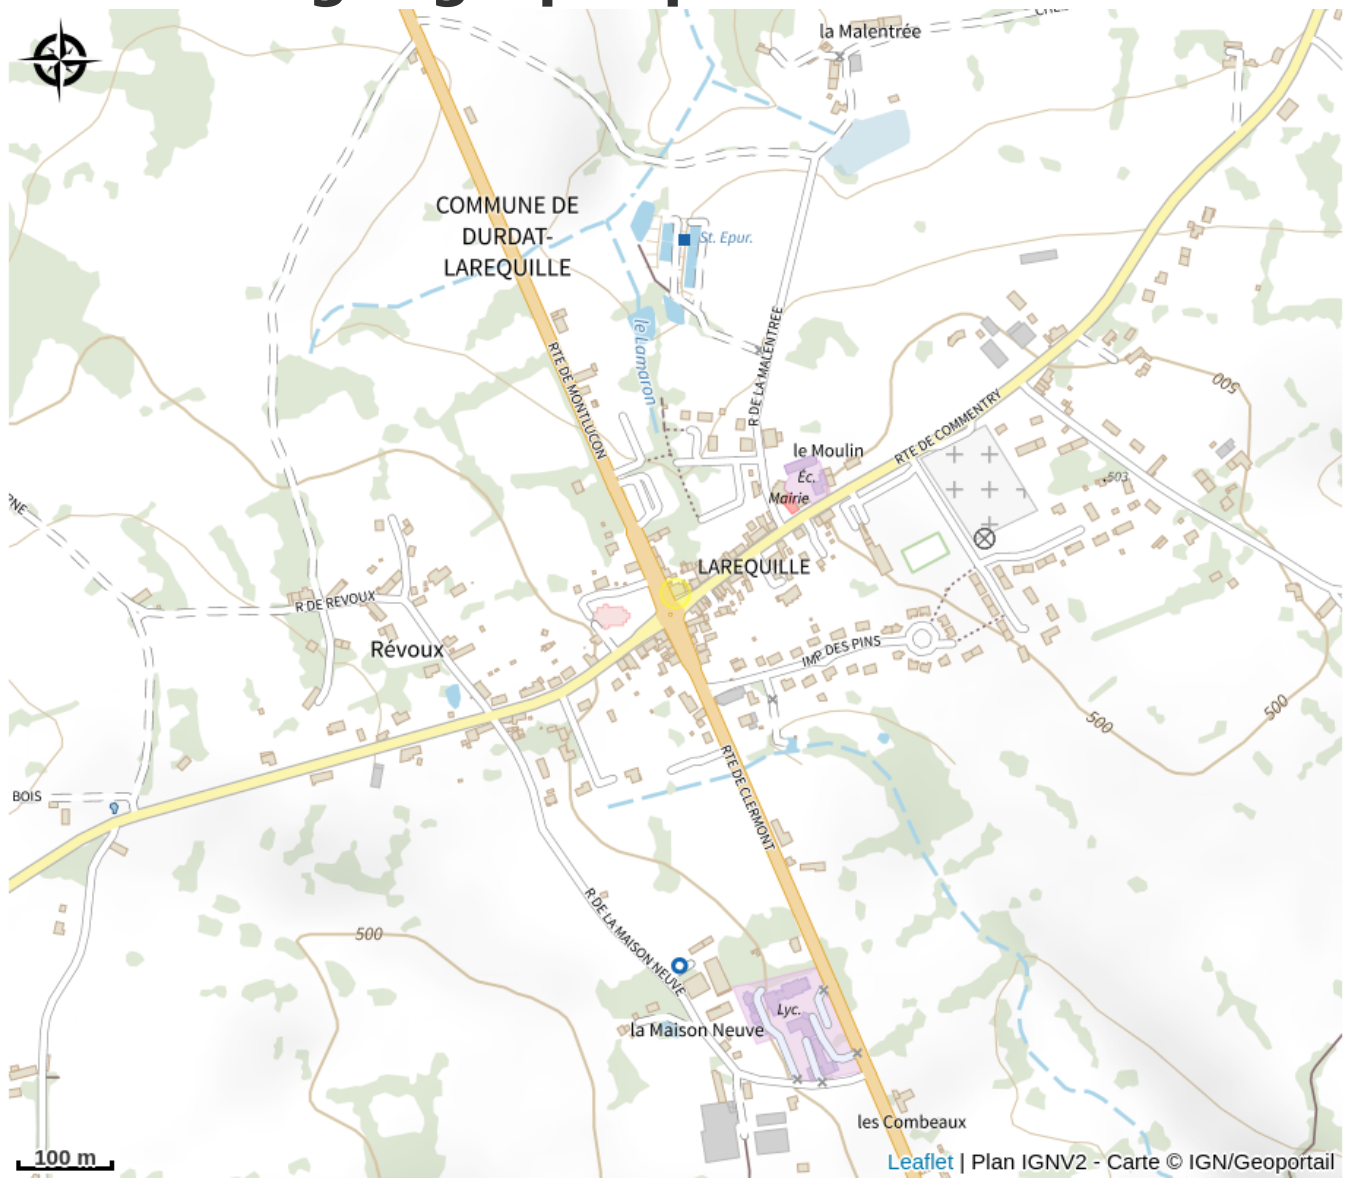 la Malentrée
COMMUNE DE
DURDAT-
LAREQUILLE
St. Epur.
le Lamaron
RTE DE MONTLUCON
R DE LA MALENTREE
RTE DE COMMENTRY
500
le Moulin
Éc.
Mairie
503
LAREQUILLE
R DE REVOUX
Révoux
IMP DES PINS
500
500
RTE DE CLERMONT
BOIS
R DE LA MAISON NEUVE
500
Lyc.
la Maison Neuve
les Combeaux
100 m
Leaflet | Plan IGNV2 - Carte © IGN/Geoportail